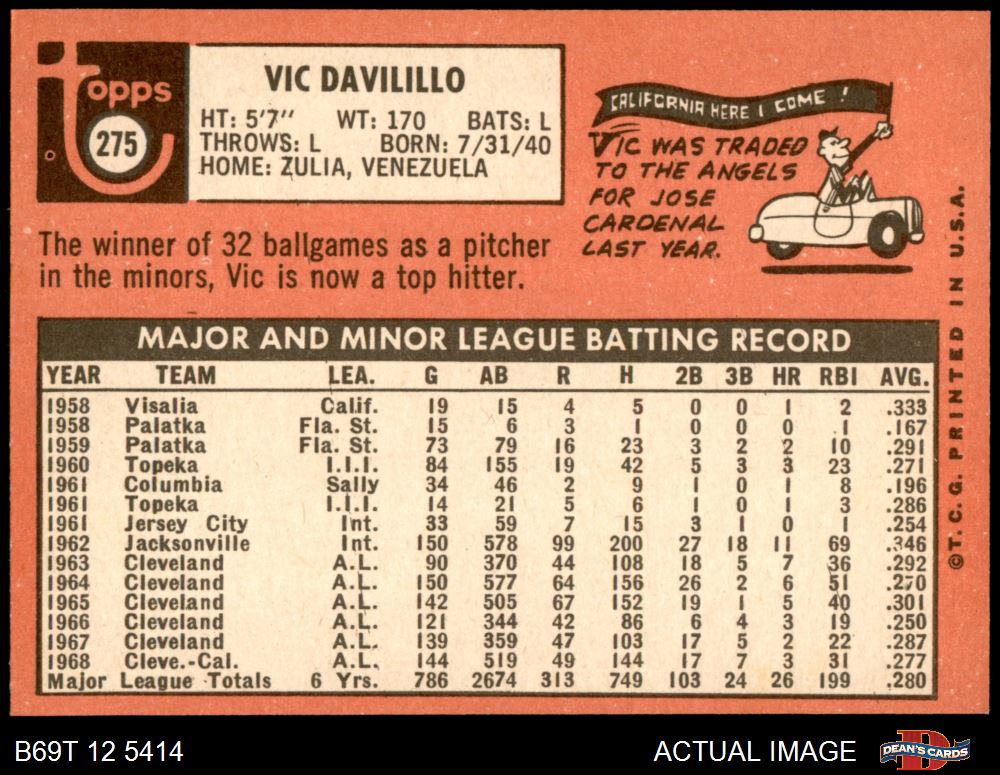 topps
275
VIC DAVILILLO
HT: 5'7" WT: 170 BATS: L
THROWS: L BORN: 7/31/40
HOME: ZULIA, VENEZUELA
CALIFORNIA HERE I COME !
VIC WAS TRADED
TO THE ANGELS
FOR JOSE
CARDENAL
LAST YEAR.
The winner of 32 ballgames as a pitcher
in the minors, Vic is now a top hitter.
MAJOR AND MINOR LEAGUE BATTING RECORD
YEAR TEAM LEA. G AB R H 2B 3B HR RBI AVG.
1958 Visalia Calif. 19 15 4 5 0 0 1 2 .333
1958 Palatka Fla. St. 15 6 3 1 0 0 0 1 .167
1959 Palatka Fla. St. 73 79 16 23 3 2 2 10 .291
1960 Topeka I.I.I. 84 155 19 42 5 3 3 23 .271
1961 Columbia Sally 34 46 2 9 1 0 1 8 .196
1961 Topeka I.I.I. 14 21 5 6 1 0 1 3 .286
1961 Jersey City Int. 33 59 7 15 3 1 0 1 .254
1962 Jacksonville Int. 150 578 99 200 27 18 11 69 .346
1963 Cleveland A.L. 90 370 44 108 18 5 7 36 .292
1964 Cleveland A.L. 150 577 64 156 26 2 6 51 .270
1965 Cleveland A.L. 142 505 67 152 19 1 5 40 .301
1966 Cleveland A.L. 121 344 42 86 6 4 3 19 .250
1967 Cleveland A.L. 139 359 47 103 17 5 2 22 .287
1968 Cleve.-Cal. A.L. 144 519 49 144 17 7 3 31 .277
Major League Totals 6 Yrs. 786 2674 313 749 103 24 26 199 .280
©T.C.G. PRINTED IN U.S.A.
B69T 12 5414
ACTUAL IMAGE
DEAN'S CARDS